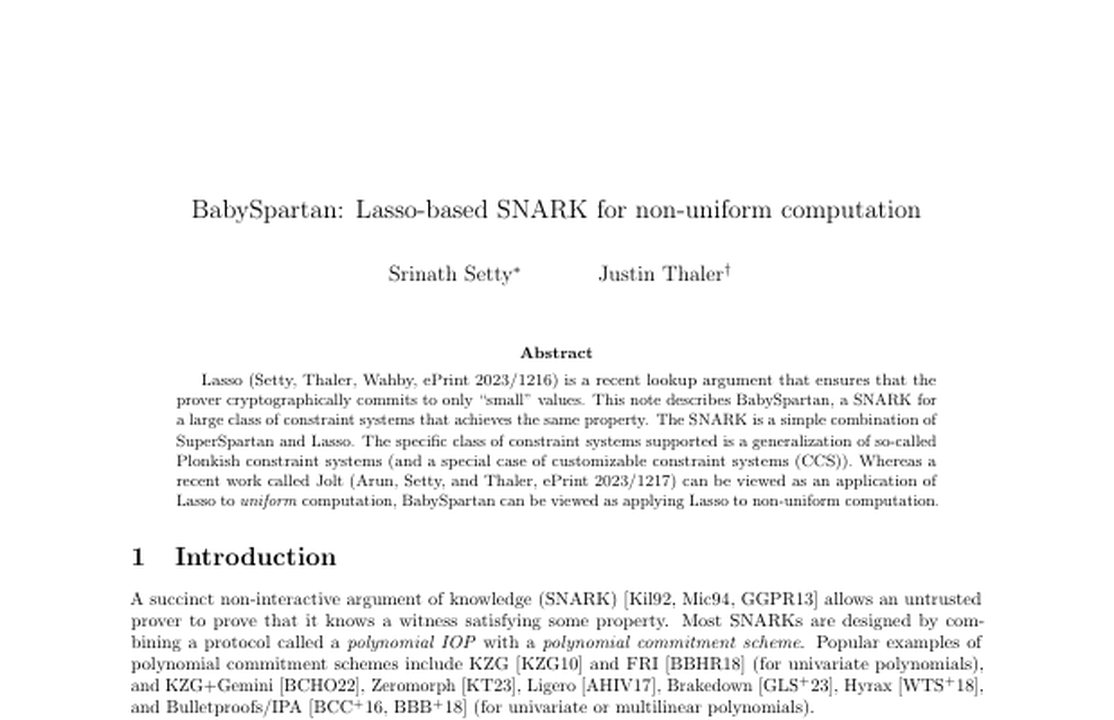 BabySpartan: Lasso-based SNARK for non-uniform computation
Srinath Setty* Justin Thaler†
Abstract
Lasso (Setty, Thaler, Wahby, ePrint 2023/1216) is a recent lookup argument that ensures that the
prover cryptographically commits to only “small” values. This note describes BabySpartan, a SNARK for
a large class of constraint systems that achieves the same property. The SNARK is a simple combination of
SuperSpartan and Lasso. The specific class of constraint systems supported is a generalization of so-called
Plonkish constraint systems (and a special case of customizable constraint systems (CCS)). Whereas a
recent work called Jolt (Arun, Setty, and Thaler, ePrint 2023/1217) can be viewed as an application of
Lasso to uniform computation, BabySpartan can be viewed as applying Lasso to non-uniform computation.
1 Introduction
A succinct non-interactive argument of knowledge (SNARK) [Kil92, Mic94, GGPR13] allows an untrusted
prover to prove that it knows a witness satisfying some property. Most SNARKs are designed by com-
bining a protocol called a polynomial IOP with a polynomial commitment scheme. Popular examples of
polynomial commitment schemes include KZG [KZG10] and FRI [BBHR18] (for univariate polynomials),
and KZG+Gemini [BCHO22], Zeromorph [KT23], Ligero [AHIV17], Brakedown [GLS+23], Hyrax [WTS+18],
and Bulletproofs/IPA [BCC+16, BBB+18] (for univariate or multilinear polynomials).